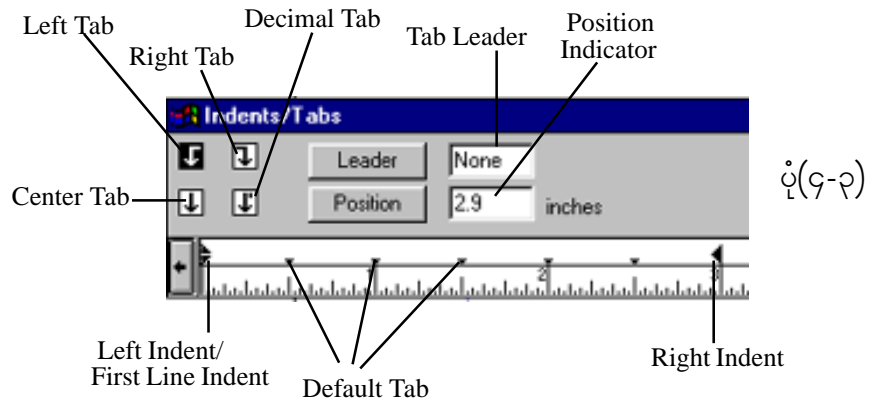 Left Tab
Right Tab
Decimal Tab
Tab Leader
Position
Indicator
Indents/Tabs
Leader
None
Center Tab
Position
2.9
inches
ပုံ(၄-၃)
1
2
3
Left Indent/
First Line Indent
Default Tab
Right Indent